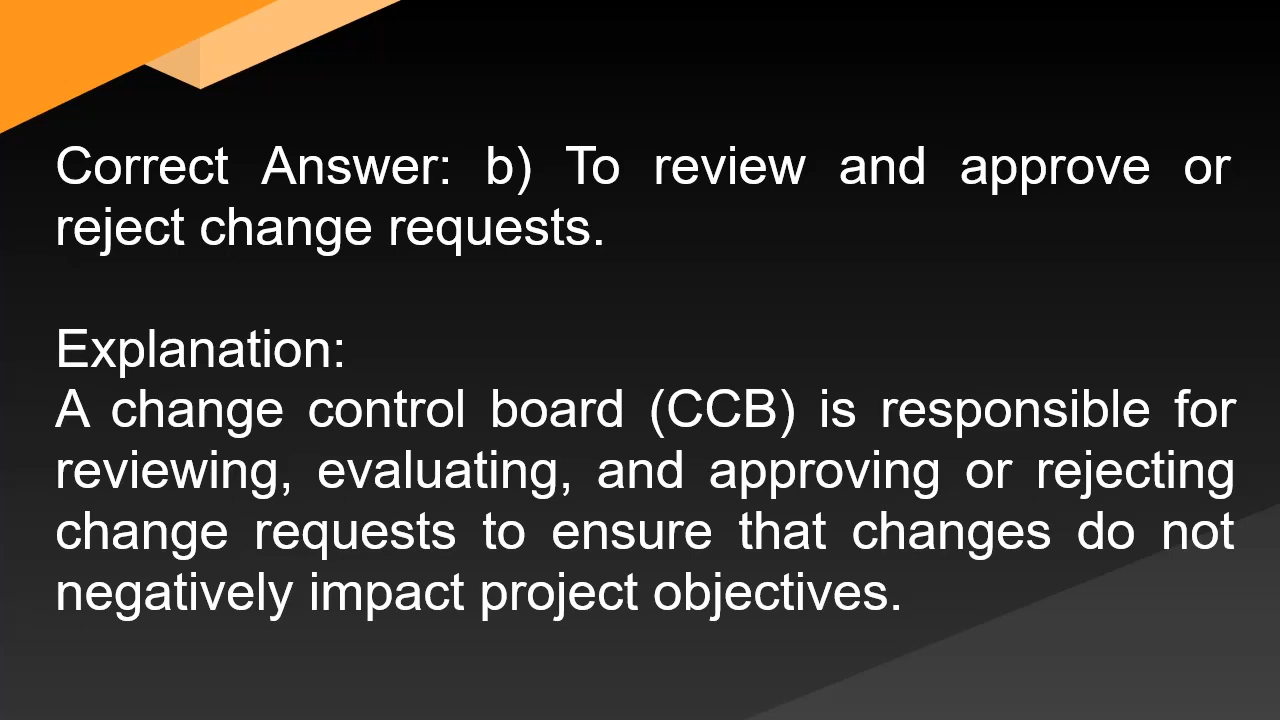 Correct Answer: b) To review and approve or
reject change requests.
Explanation:
A change control board (CCB) is responsible for
reviewing, evaluating, and approving or rejecting
change requests to ensure that changes do not
negatively impact project objectives.